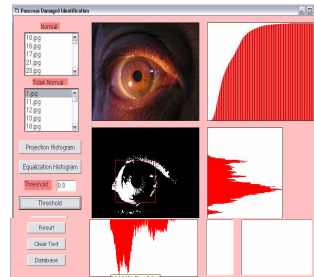 Pancreas Damaged Identification
Normal
10.jpg
16.jpg
17.jpg
21.jpg
23.jpg
Tidak Normal
1.jpg
11.jpg
12.jpg
13.jpg
18.jpg
Projection Histogram
Equalization Histogram
Threshold
0.3
Threshold
Result
Clear Text
Database